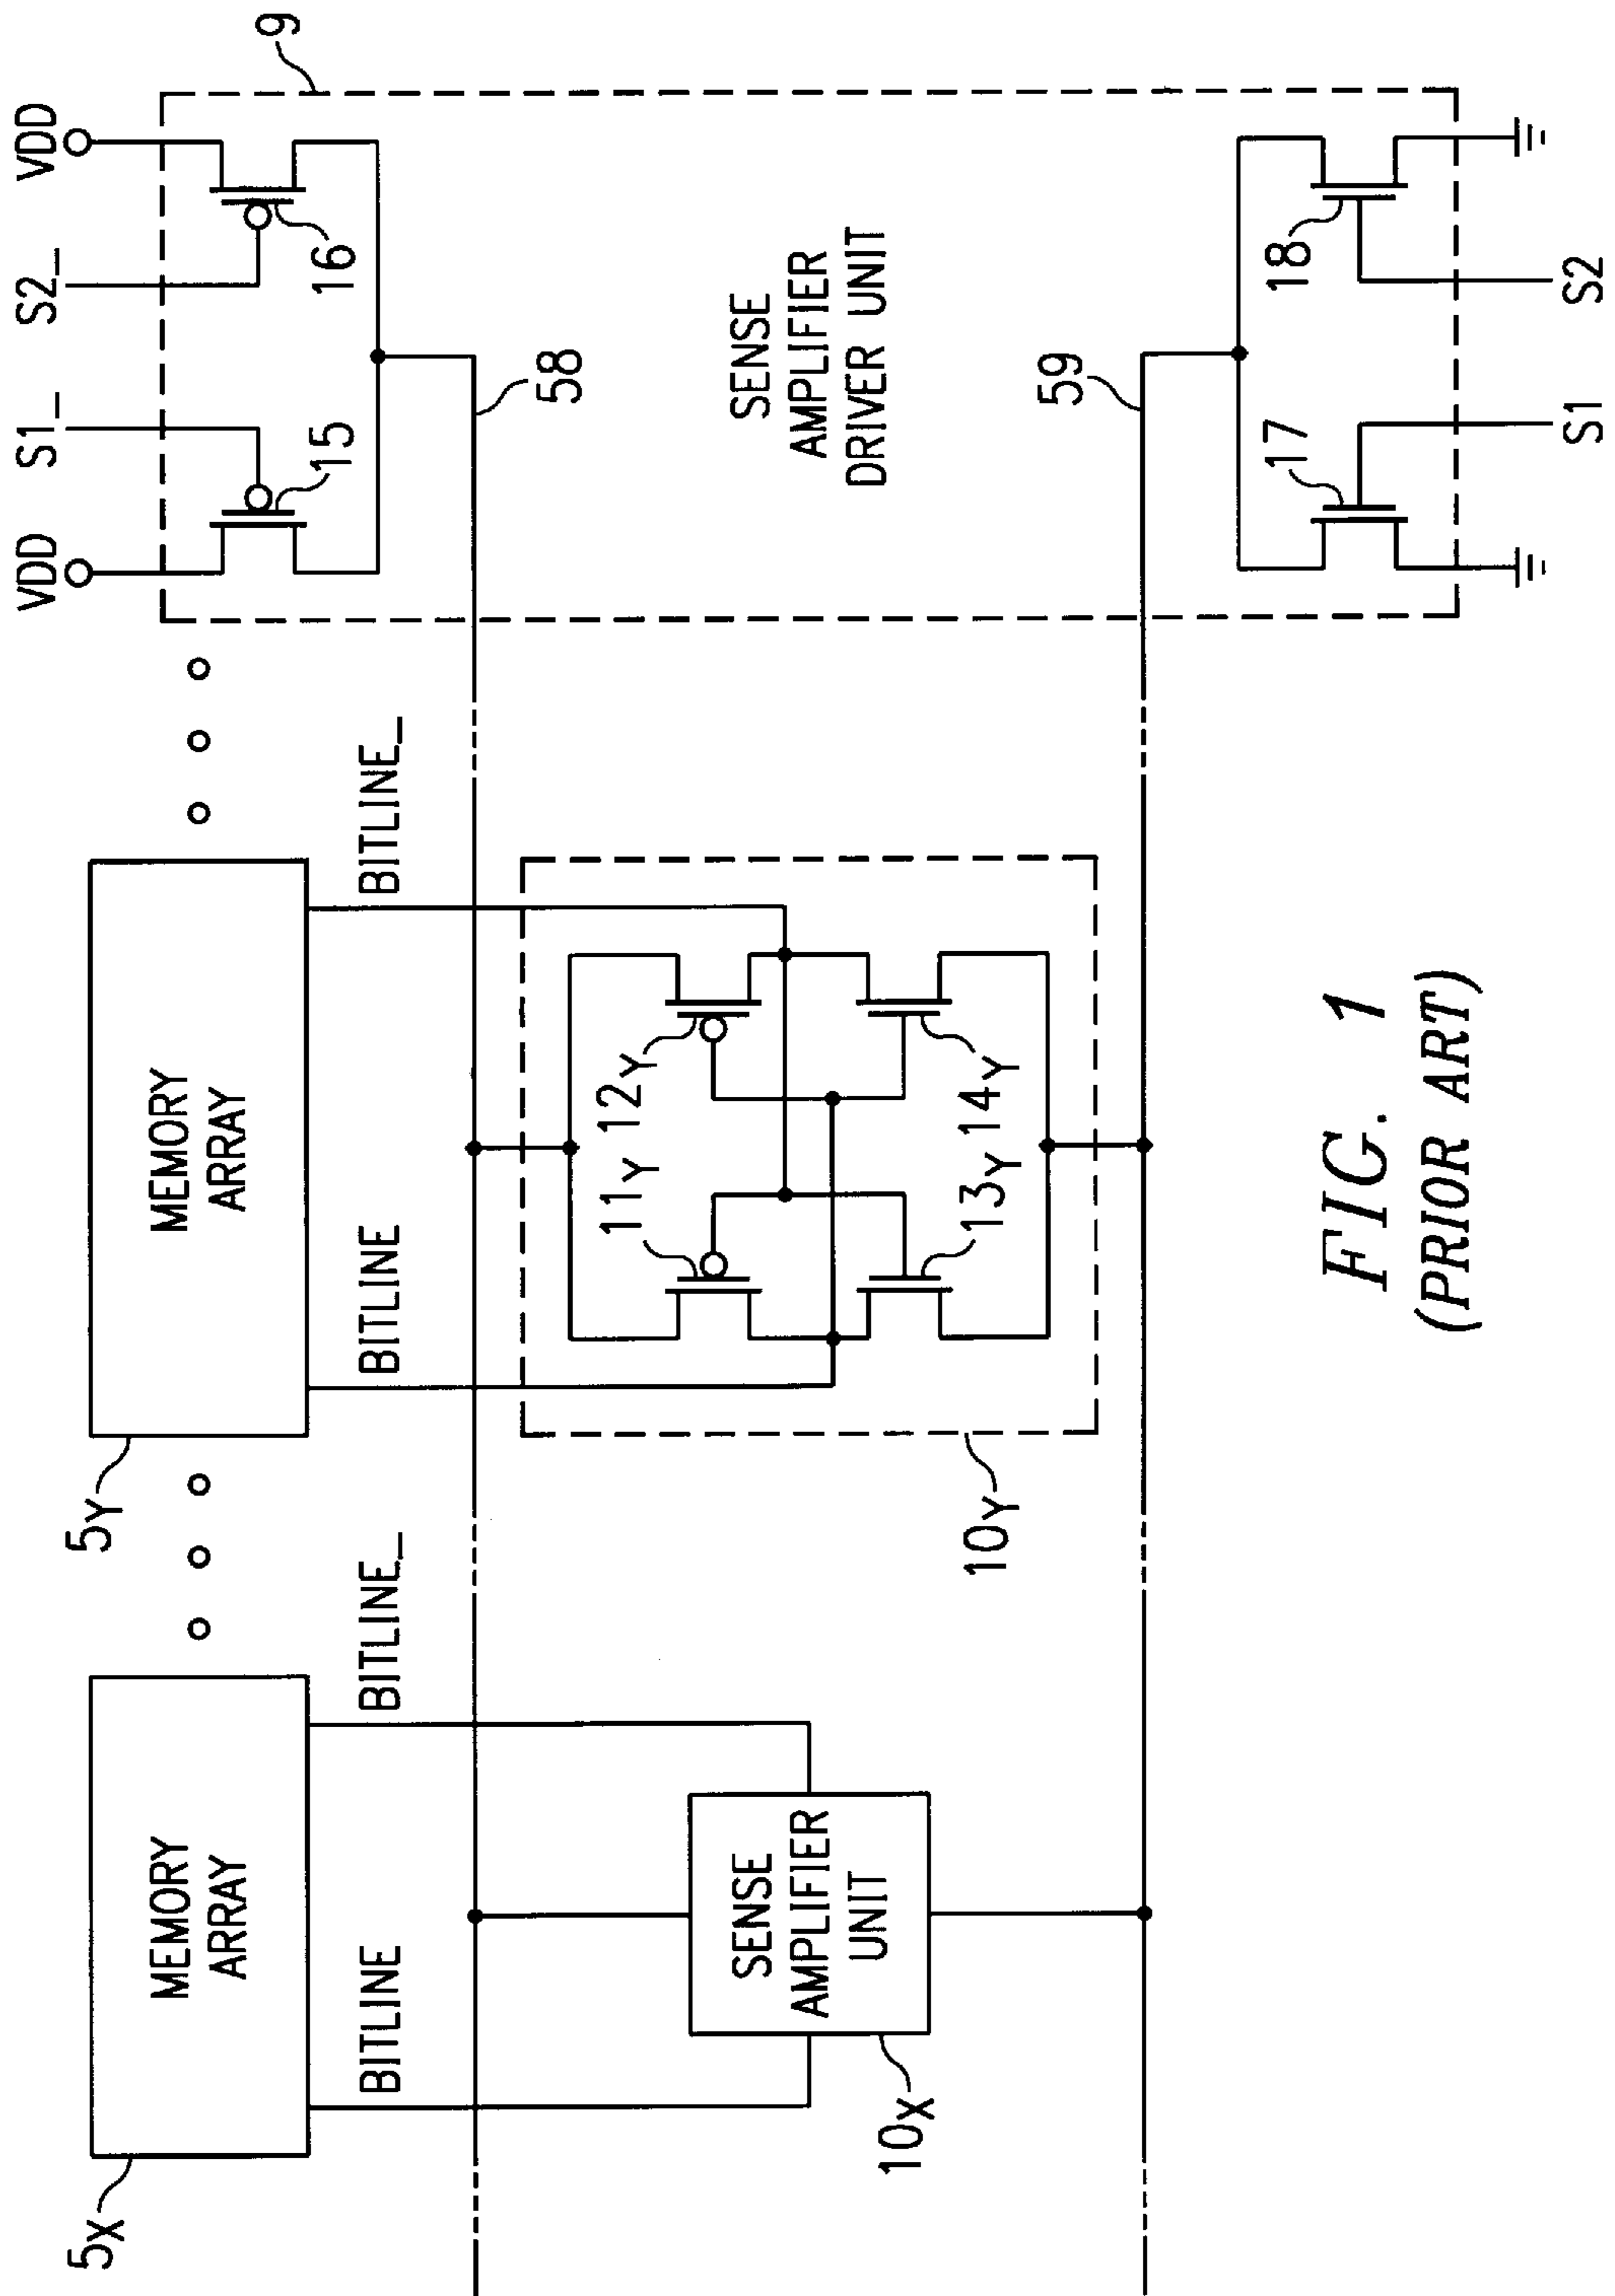 VDD
S1_
S2_
VDD
9
15
16
58
SENSE
AMPLIFIER
DRIVER UNIT
59
17
18
S1
S2
5X
MEMORY
ARRAY
BITLINE
BITLINE_
SENSE
AMPLIFIER
UNIT
10X
5Y
MEMORY
ARRAY
BITLINE
BITLINE_
11Y
12Y
13Y
14Y
10Y
FIG. 1
(PRIOR ART)